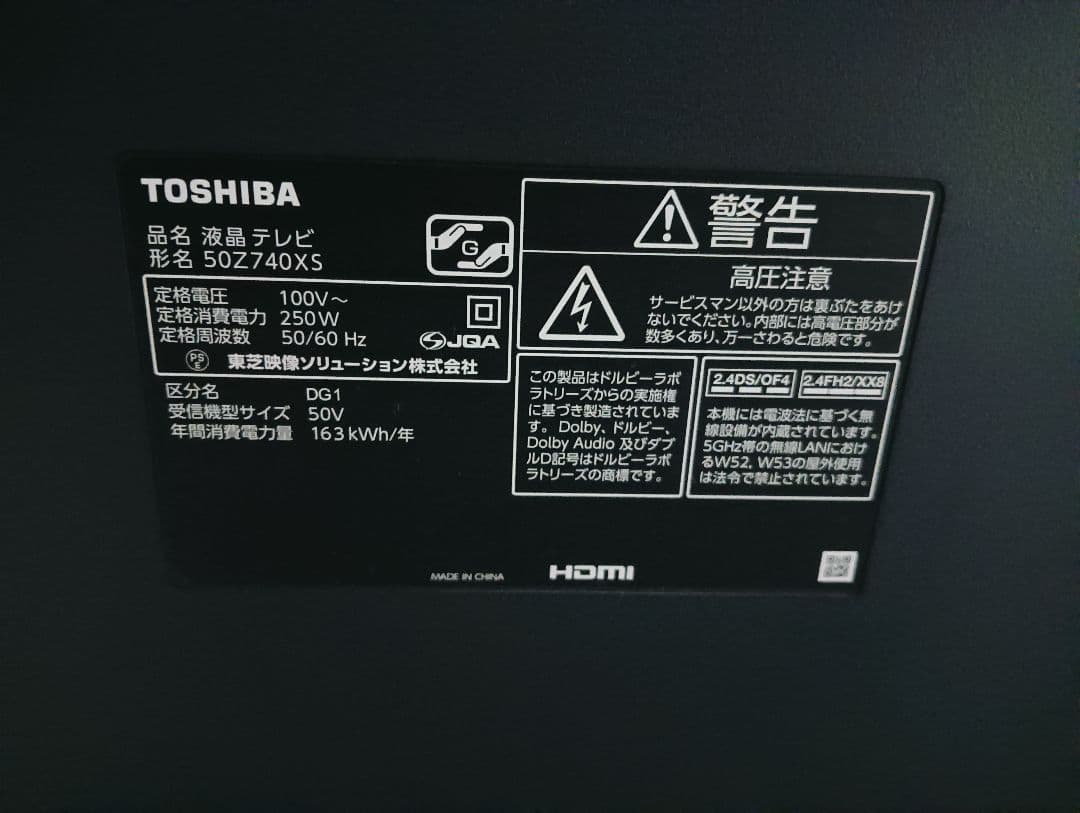 TOSHIBA
品名 液晶テレビ
形名 50Z740XS
G
定格電圧 100V～
定格消費電力 250W
定格周波数 50/60 Hz
JQA
PS
E
東芝映像ソリューション株式会社
区分名 DG1
受信機型サイズ 50V
年間消費電力量 163kWh/年
警告
高圧注意
サービスマン以外の方は裏ぶたをあけ
ないでください。内部には高電圧部分が
数多くあり、万一さわると危険です。
この製品はドルビーラボ
ラトリーズからの実施権
に基づき製造されていま
す。Dolby、ドルビー、
Dolby Audio 及びダブ
ルD記号はドルビーラボ
ラトリーズの商標です。
2.4DS/OF4
2.4FH2/XX8
本機には電波法に基づく無
線設備が内蔵されています。
5GHz帯の無線LANにおけ
るW52, W53の屋外使用
は法令で禁止されています。
MADE IN CHINA
HDMI